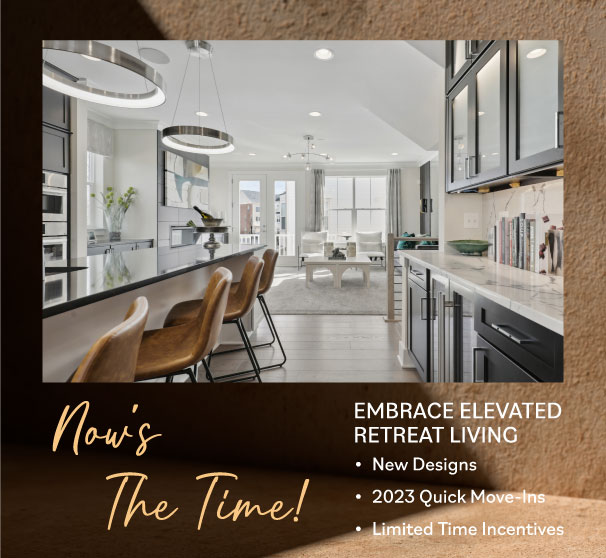 Now's
The Time!
EMBRACE ELEVATED
RETREAT LIVING
• New Designs
• 2023 Quick Move-Ins
• Limited Time Incentives